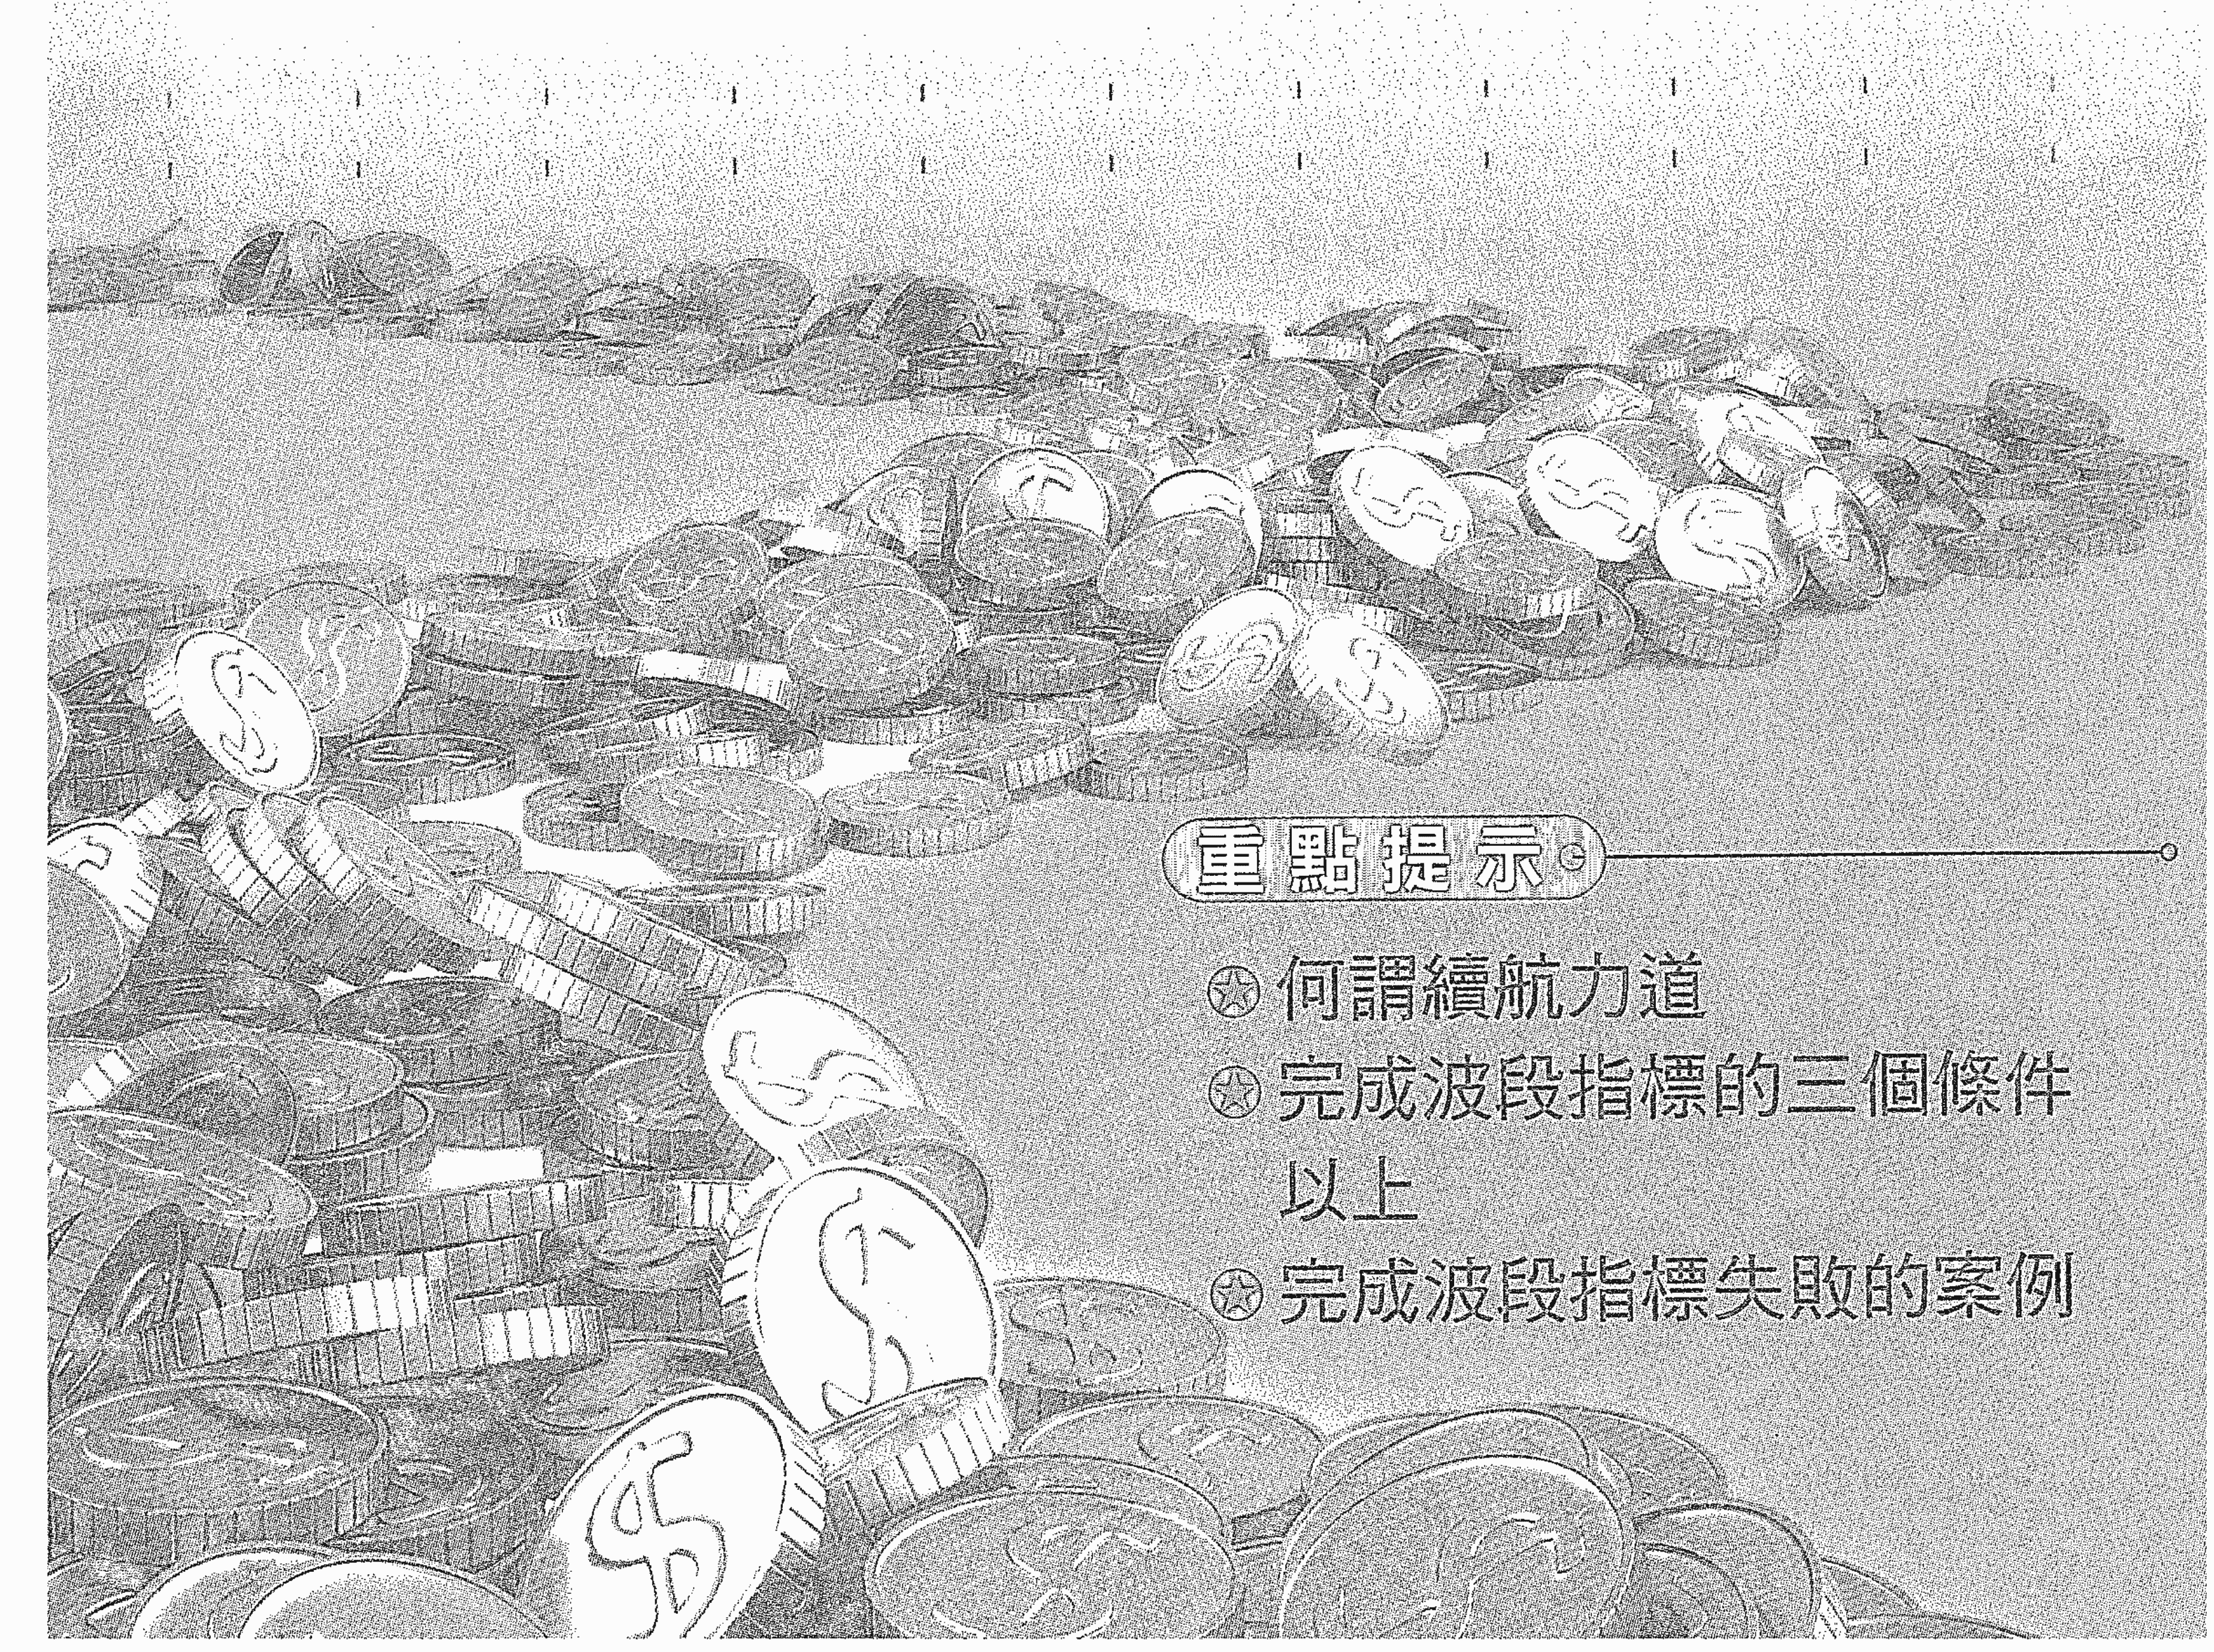 重點提示
何謂續航力道
完成波段指標的三個條件
以上
完成波段指標失敗的案例